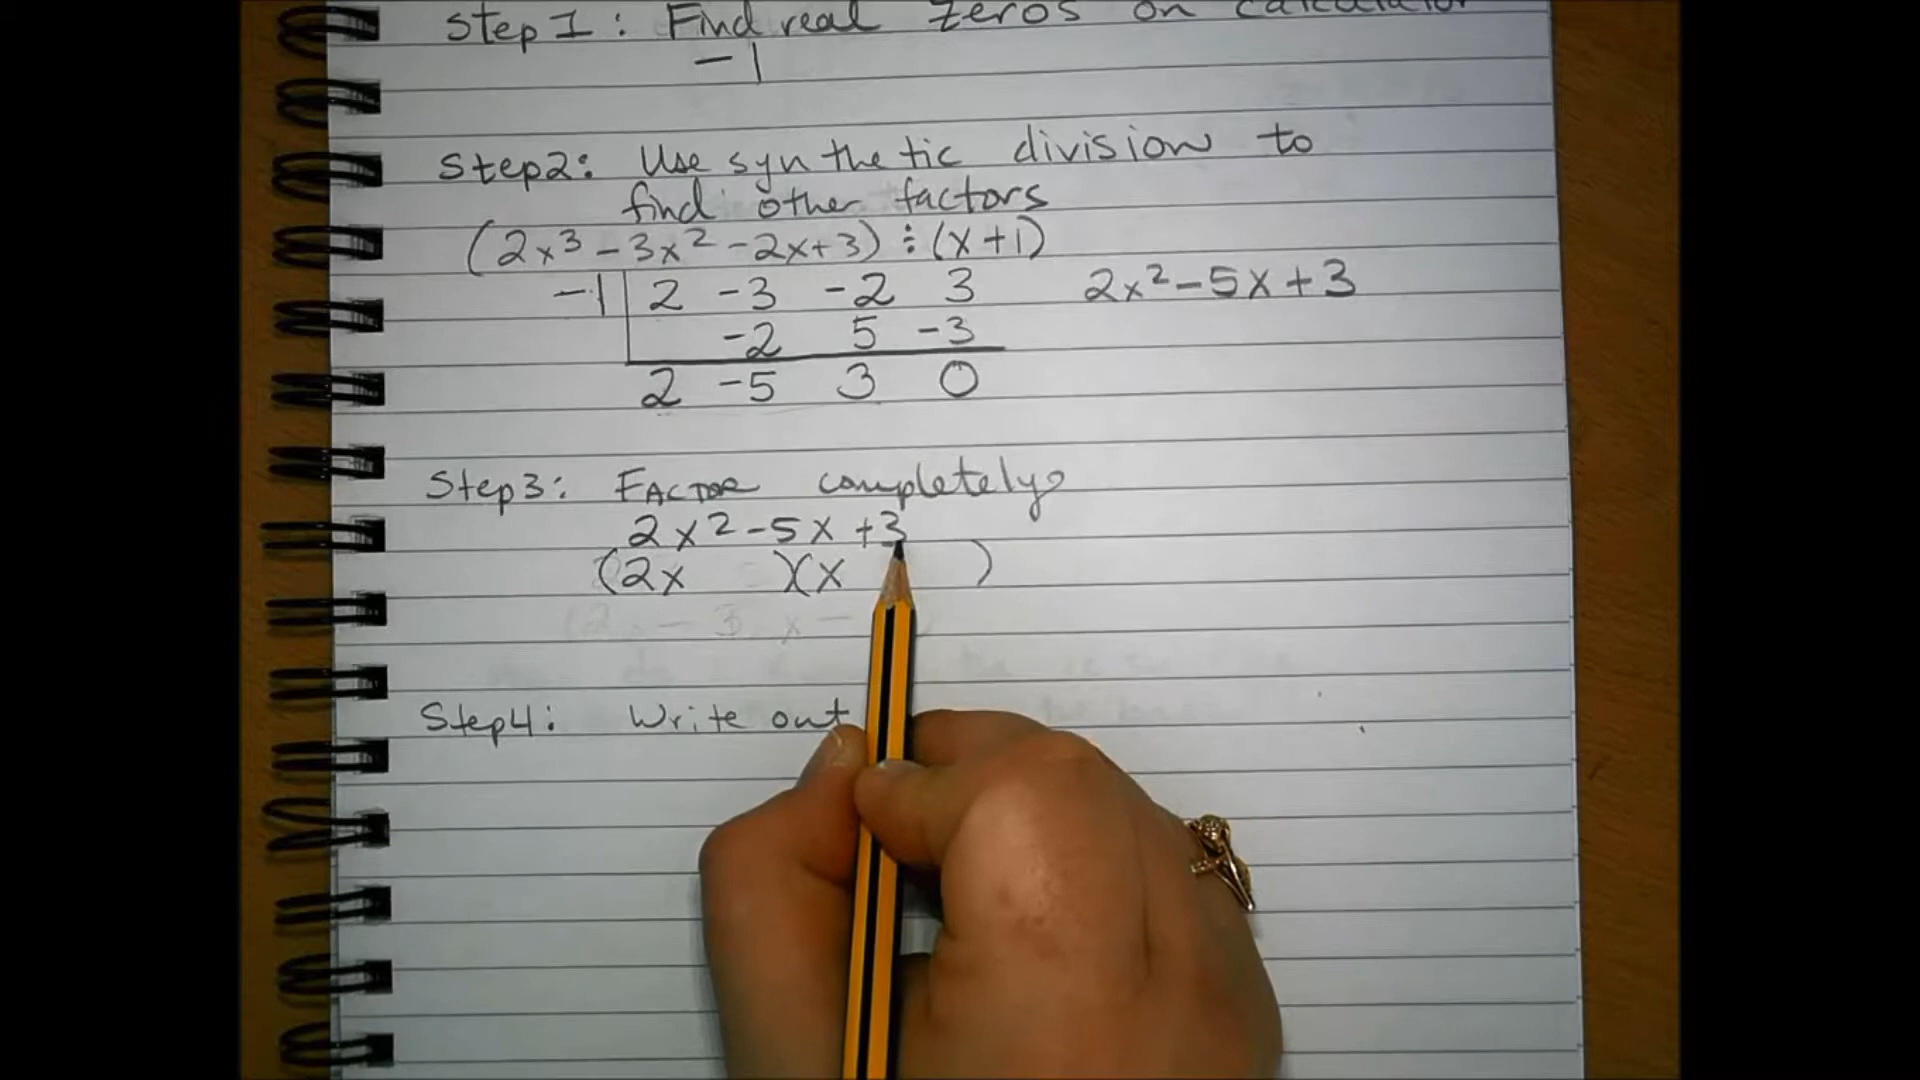 Step 1: Find real zeros on calculator
-1
Step2: Use synthetic division to
find other factors
(2x³ - 3x² - 2x + 3) ÷ (x + 1)
-1 | 2 -3 -2 3 2x² - 5x + 3
-2 5 -3
2 -5 3 0
Step3: FACTOR completely
2x² - 5x + 3
(2x )(x )
Step4: Write out